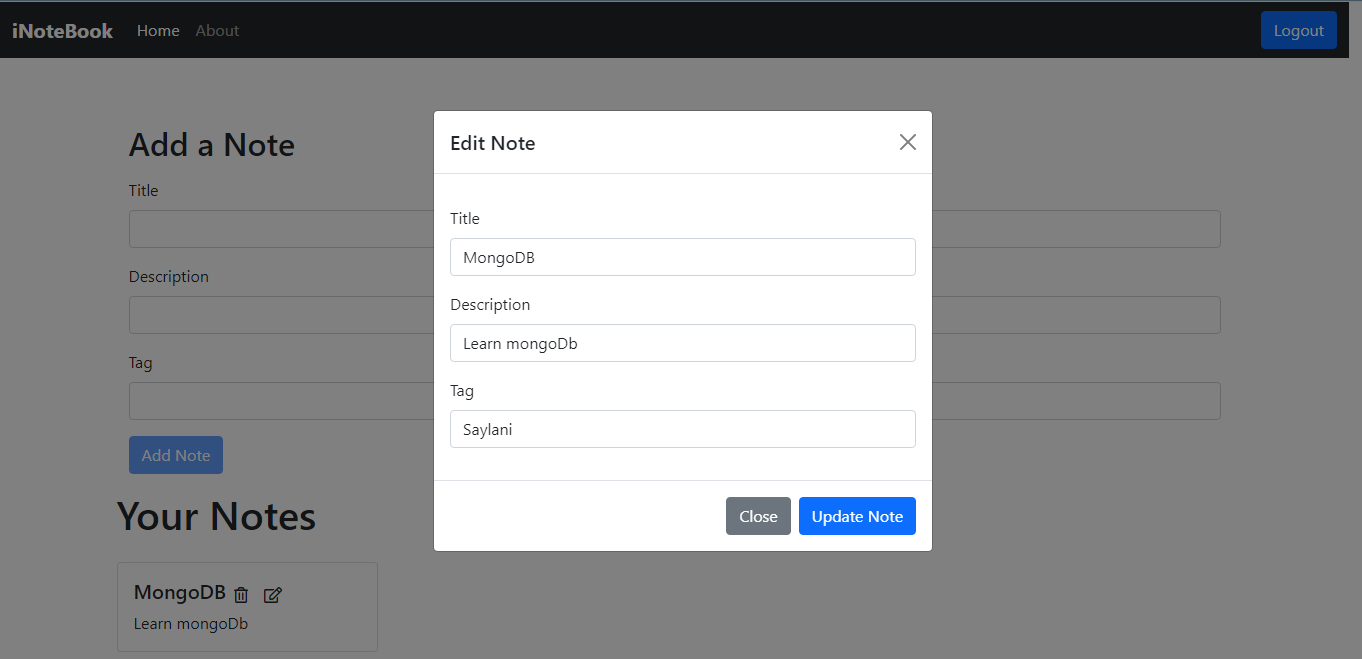 iNoteBook Home About Logout
Add a Note
Title
Description
Tag
Add Note
Your Notes
MongoDB
Learn mongoDb
Edit Note
Title
MongoDB
Description
Learn mongoDb
Tag
Saylani
Close Update Note